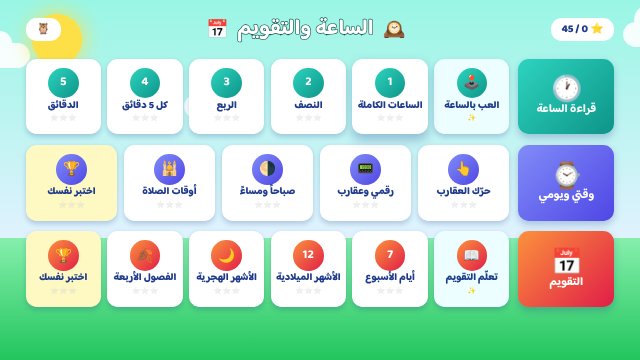 الساعة والتقويم
45 / 0
قراءة الساعة
العب بالساعة
1
الساعات الكاملة
2
النصف
3
الربع
4
كل 5 دقائق
5
الدقائق
وقتي ويومي
حرّك العقارب
رقمي وعقارب
صباحاً ومساءً
أوقات الصلاة
اختبر نفسك
July
17
التقويم
تعلّم التقويم
7
أيام الأسبوع
12
الأشهر الميلادية
الأشهر الهجرية
الفصول الأربعة
اختبر نفسك